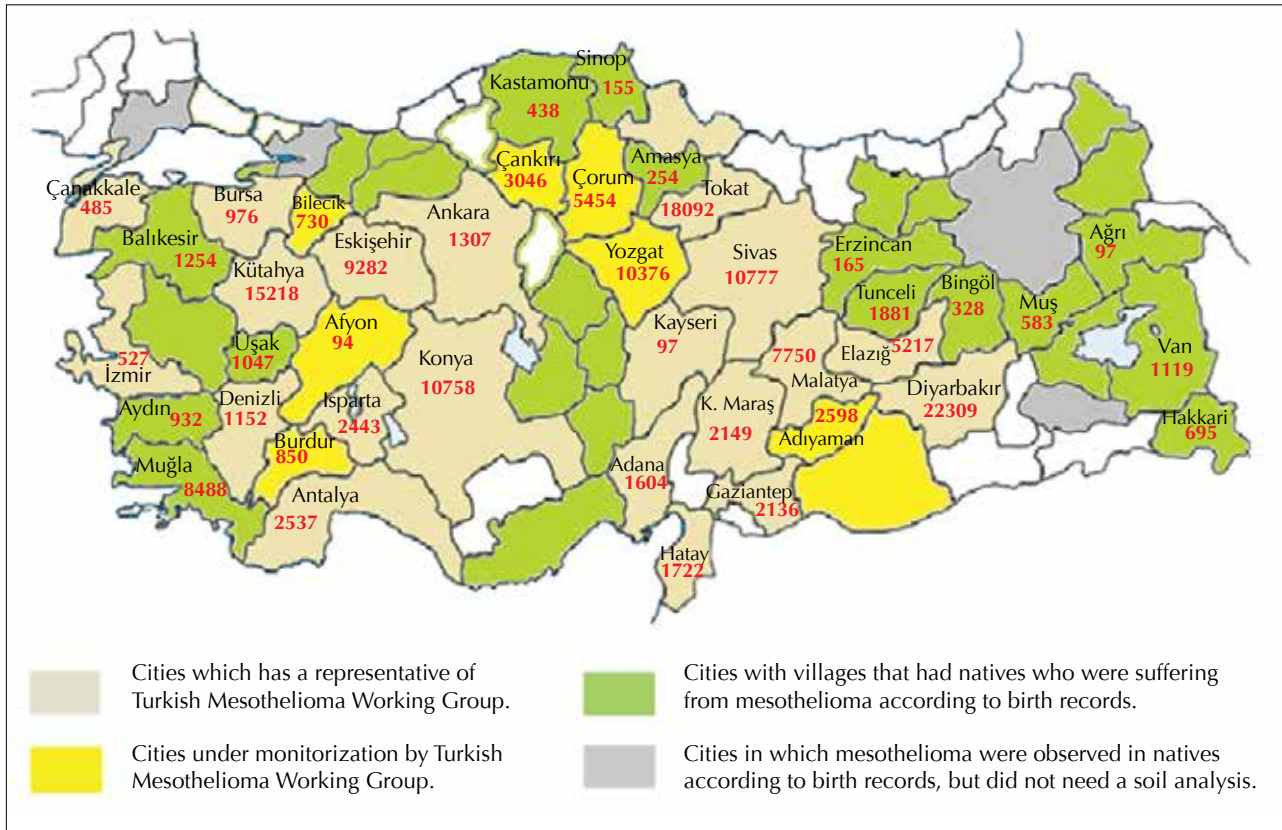 Sinop
155
Kastamonu
438
Çankırı
3046
Çorum
5454
Amasya
254
Tokat
18092
Çanakkale
485
Bursa
976
Bilecik
730
Ankara
1307
Balıkesir
1254
Eskişehir
9282
Kütahya
15218
Yozgat
10376
Sivas
10777
Erzincan
165
Ağrı
97
Tunceli
1881
Bingöl
328
Muş
583
Van
1119
Afyon
94
Uşak
1047
Kayseri
97
7750
Malatya
Elazığ
5217
527
İzmir
Konya
10758
Diyarbakır
22309
Denizli
1152
Isparta
2443
K. Maraş
2149
2598
Adıyaman
Hakkari
695
Aydın
932
Burdur
850
Muğla
8488
Antalya
2537
Adana
1604
Gaziantep
2136
Hatay
1722
Cities which has a representative of
Turkish Mesothelioma Working Group.
Cities under monitorization by Turkish
Mesothelioma Working Group.
Cities with villages that had natives who were suffering
from mesothelioma according to birth records.
Cities in which mesothelioma were observed in natives
according to birth records, but did not need a soil analysis.